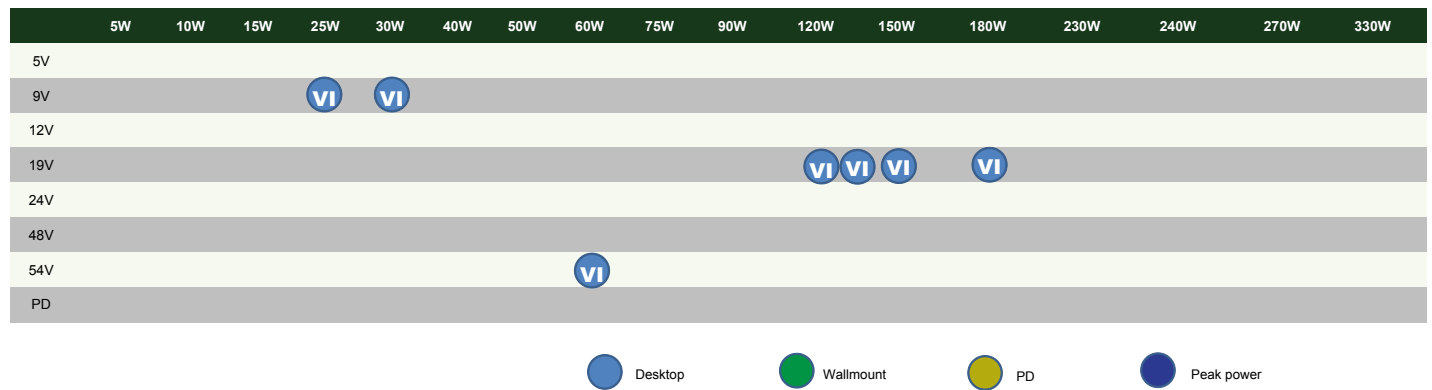 5W 10W 15W 25W 30W 40W 50W 60W 75W 90W 120W 150W 180W 230W 240W 270W 330W
5V
9V VI VI
12V
19V VI VI VI VI
24V
48V
54V VI
PD
Desktop Wallmount PD Peak power